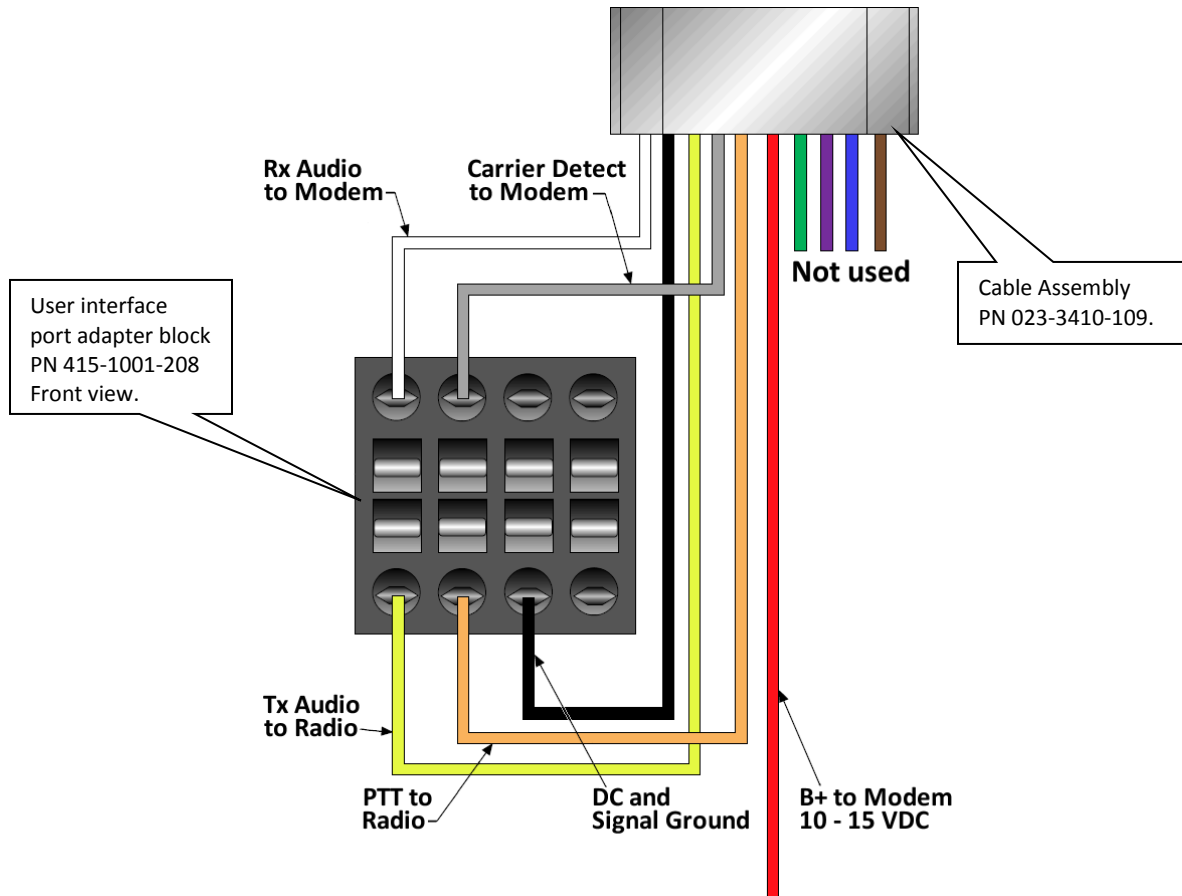 Rx Audio
to Modem
Carrier Detect
to Modem
Not used
Cable Assembly
PN 023-3410-109.
User interface
port adapter block
PN 415-1001-208
Front view.
Tx Audio
to Radio
PTT to
Radio
DC and
Signal Ground
B+ to Modem
10 - 15 VDC